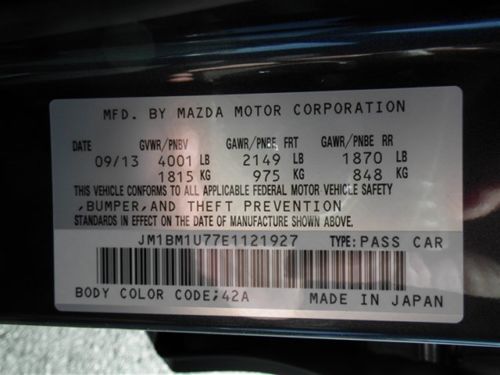 MFD. BY MAZDA MOTOR CORPORATION
DATE GVWR/PNBV GAWR/PNBE FRT GAWR/PNBE RR
09/13 4001 LB 2149 LB 1870 LB
1815 KG 975 KG 848 KG
THIS VEHICLE CONFORMS TO ALL APPLICABLE FEDERAL MOTOR VEHICLE SAFETY
,BUMPER,AND THEFT PREVENTION
STANDARDS IN EFFECT ON THE DATE OF MANUFACTURE SHOWN ABOVE.
JM1BM1U77E1121927 TYPE: PASS CAR
BODY COLOR CODE;42A MADE IN JAPAN